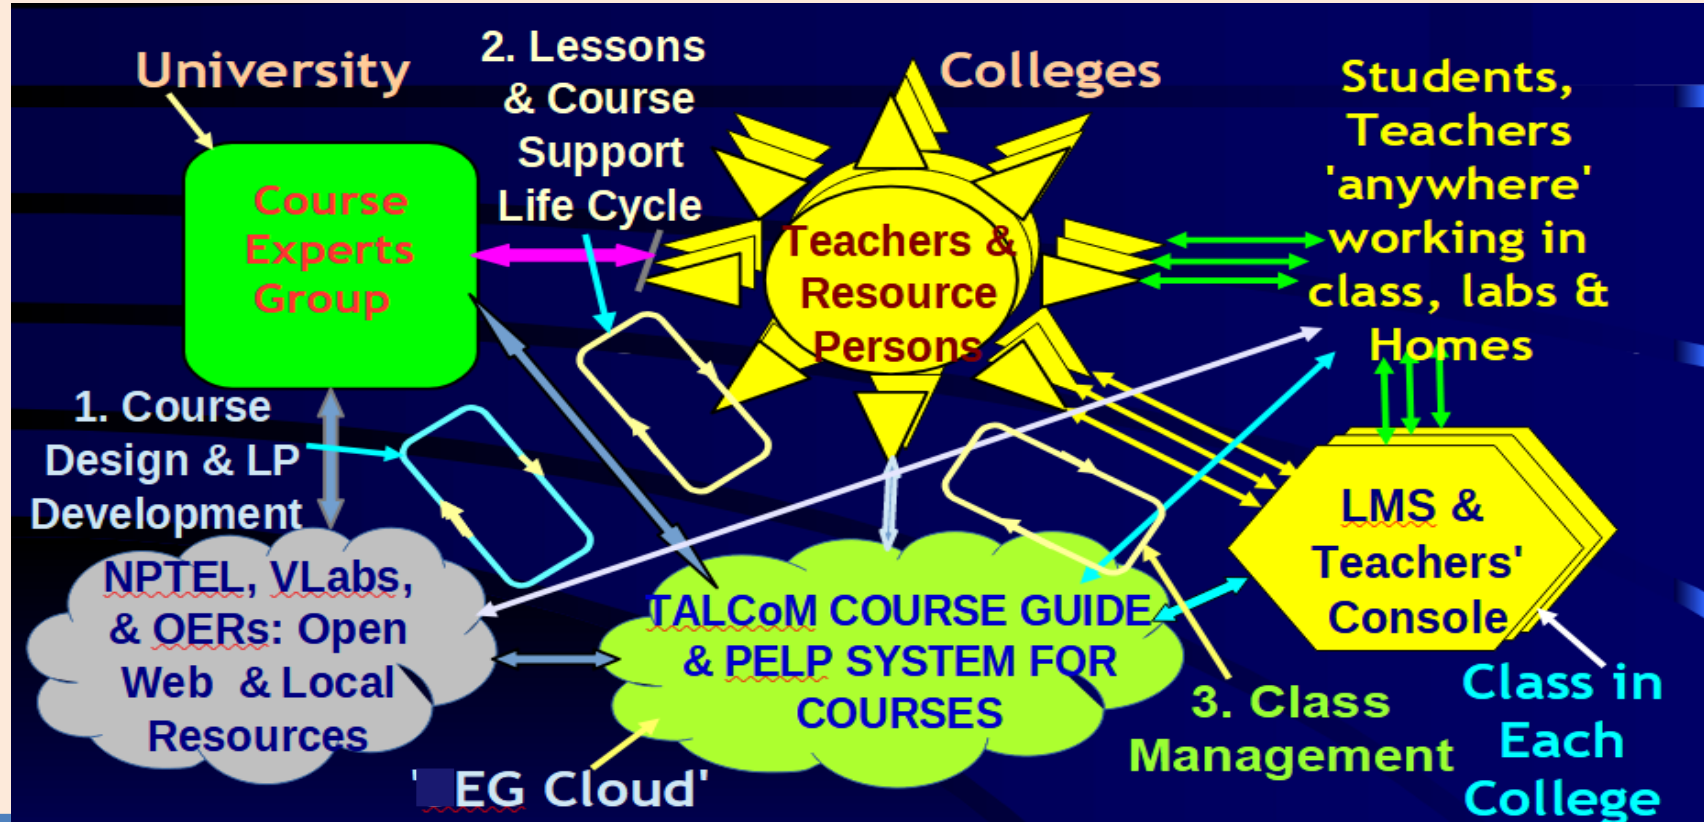 University
2. Lessons
& Course
Support
Life Cycle
Colleges
Students,
Teachers
'anywhere'
working in
class, labs &
Homes
Course
Experts
Group
Teachers &
Resource
Persons
1. Course
Design & LP
Development
NPTEL, VLabs,
& OERs: Open
Web & Local
Resources
TALCoM COURSE GUIDE
& PELP SYSTEM FOR
COURSES
LMS &
Teachers'
Console
3. Class
Management
Class in
Each
College
Cloud'